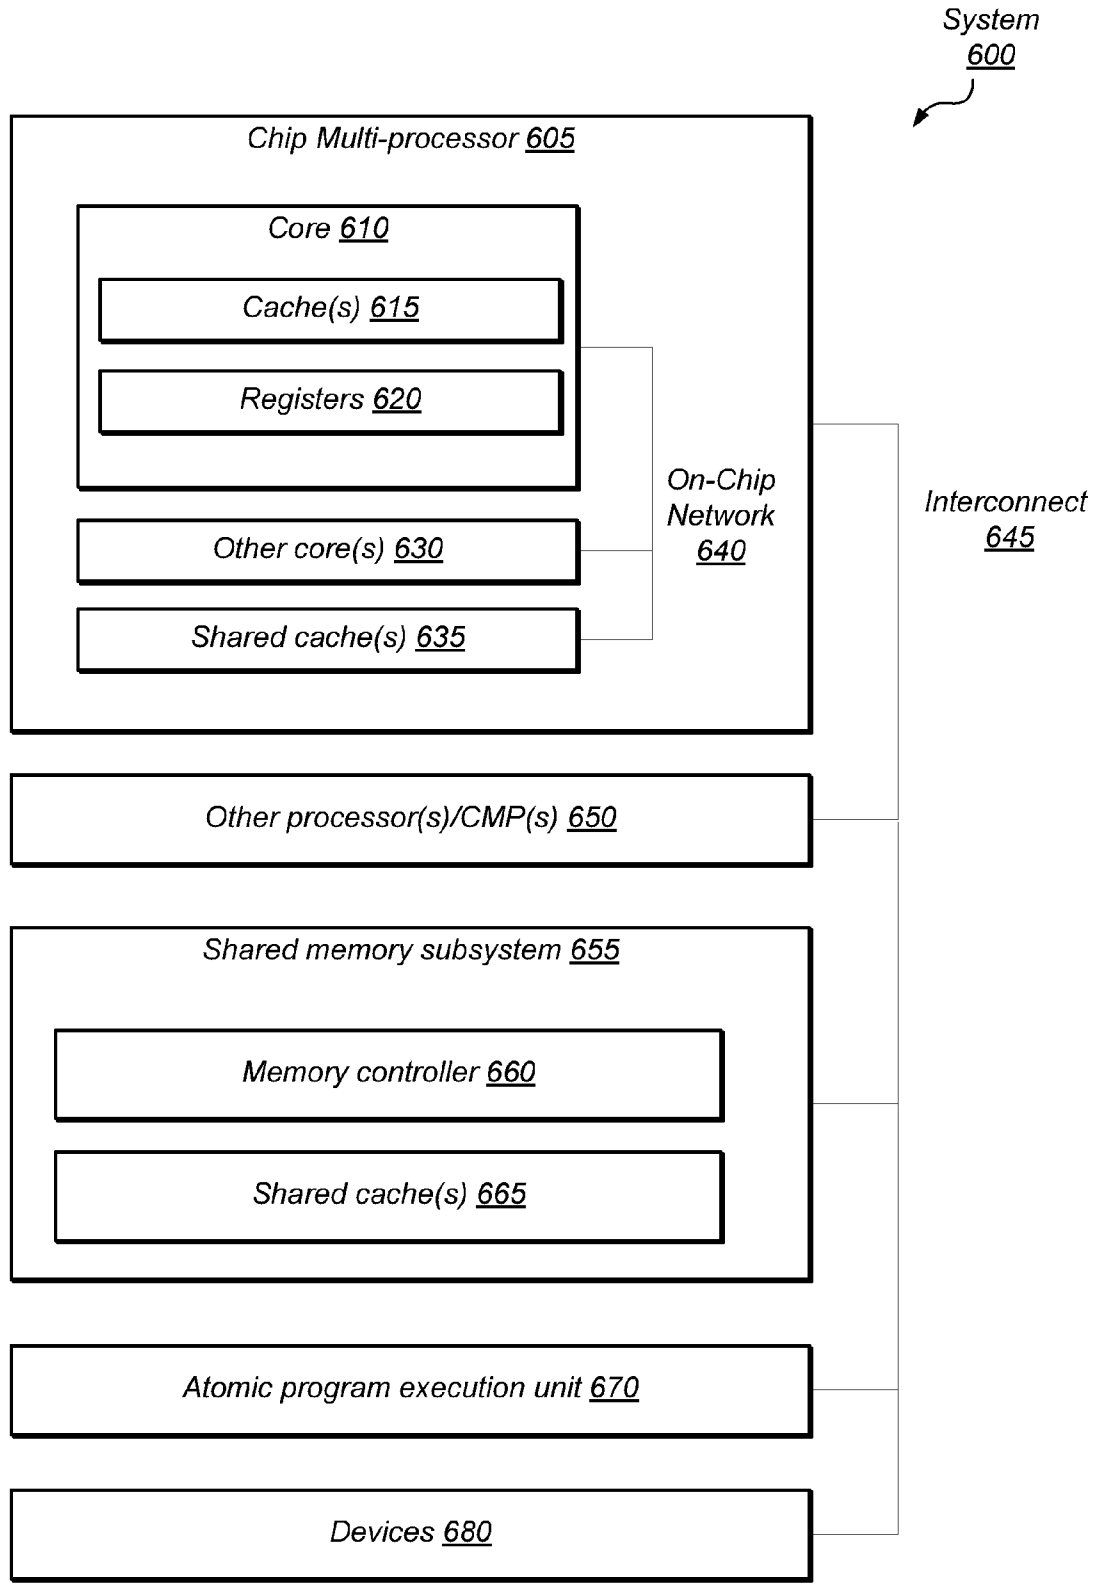 System
600
Chip Multi-processor 605
Core 610
Cache(s) 615
Registers 620
On-Chip
Network
640
Interconnect
645
Other core(s) 630
Shared cache(s) 635
Other processor(s)/CMP(s) 650
Shared memory subsystem 655
Memory controller 660
Shared cache(s) 665
Atomic program execution unit 670
Devices 680